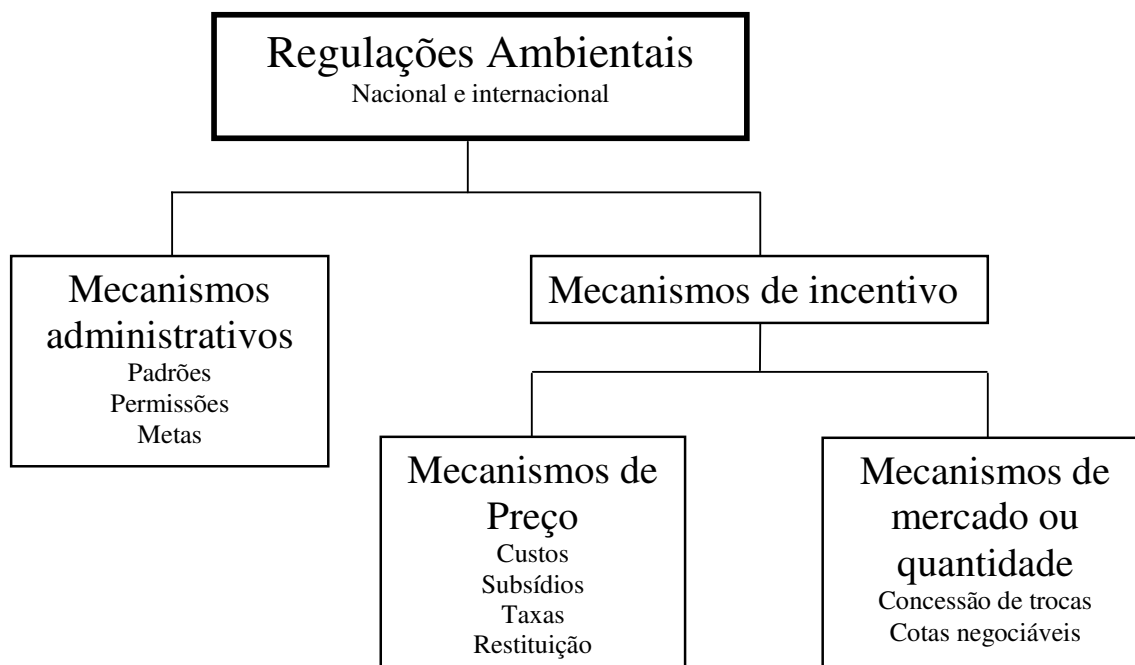 Regulações Ambientais
Nacional e internacional
Mecanismos
administrativos
Padrões
Permissões
Metas
Mecanismos de incentivo
Mecanismos de
Preço
Custos
Subsídios
Taxas
Restituição
Mecanismos de
mercado ou
quantidade
Concessão de trocas
Cotas negociáveis